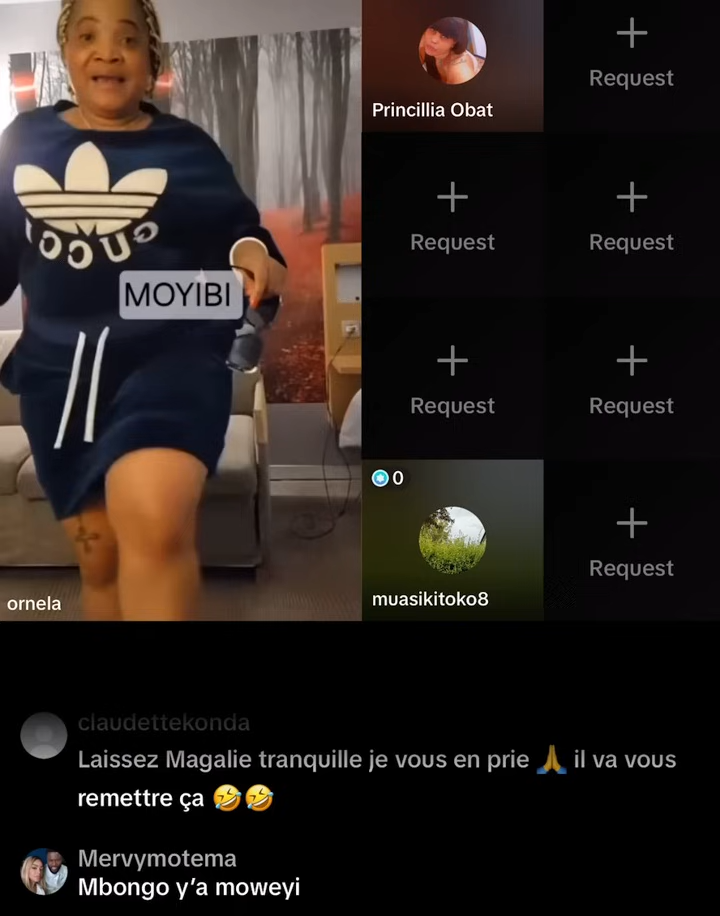 GUCCI
MOYIBI
ornela
Princillia Obat
Request
Request
Request
Request
Request
0
muasikitoko8
Request
claudettekonda
Laissez Magalie tranquille je vous en prie 🙏 il va vous
remettre ça 🤣🤣
Mervymotema
Mbongo y’a moweyi